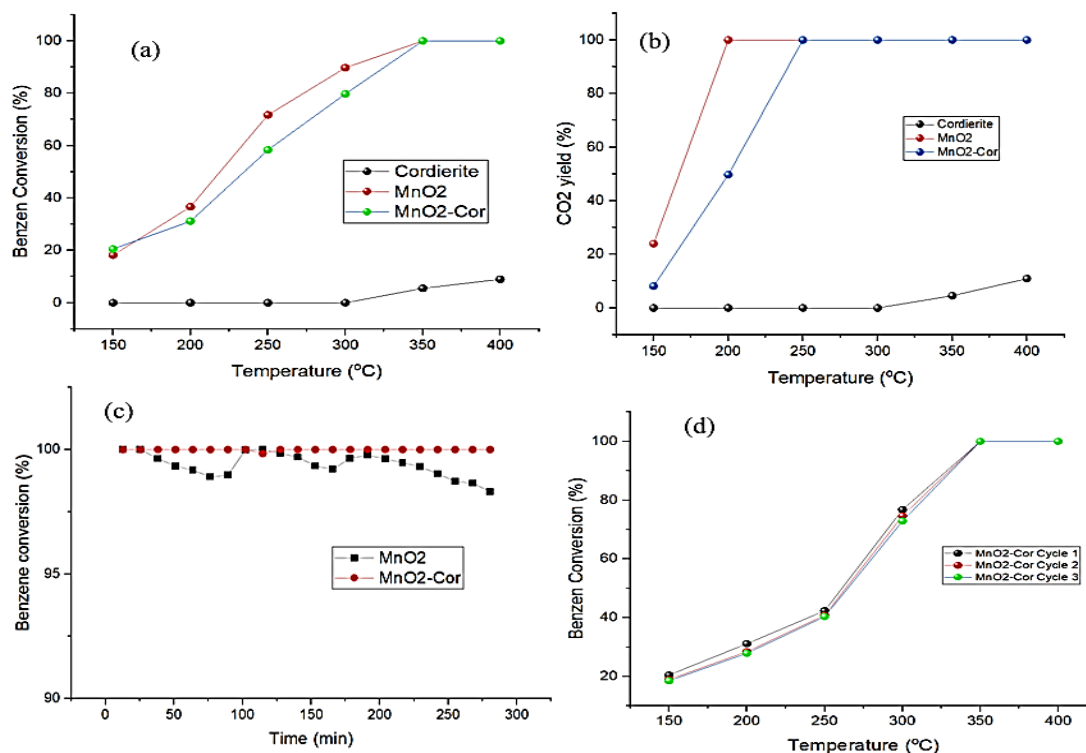 (a)
Benzen Conversion (%)
100
80
60
40
20
0
Cordierite
MnO2
MnO2-Cor
150 200 250 300 350 400
Temperature (ºC)
(b)
CO2 yield (%)
100
80
60
40
20
0
Cordierite
MnO2
MnO2-Cor
150 200 250 300 350 400
Temperature (ºC)
(c)
Benzene conversion (%)
100
95
90
MnO2
MnO2-Cor
0 50 100 150 200 250 300
Time (min)
(d)
Benzen Conversion (%)
100
80
60
40
20
MnO2-Cor Cycle 1
MnO2-Cor Cycle 2
MnO2-Cor Cycle 3
150 200 250 300 350 400
Temperature (ºC)